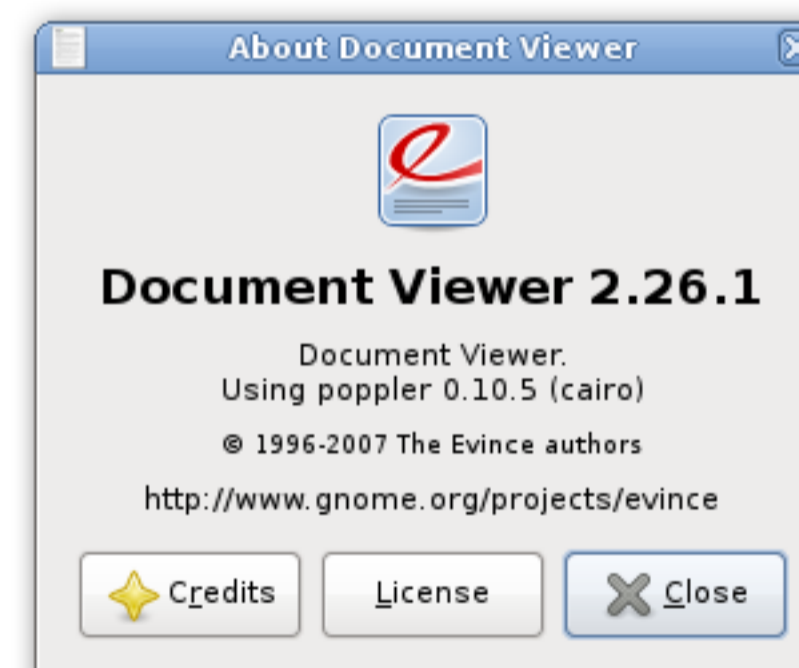 About Document Viewer
Document Viewer 2.26.1
Document Viewer.
Using poppler 0.10.5 (cairo)
© 1996-2007 The Evince authors
http://www.gnome.org/projects/evince
Credits License Close